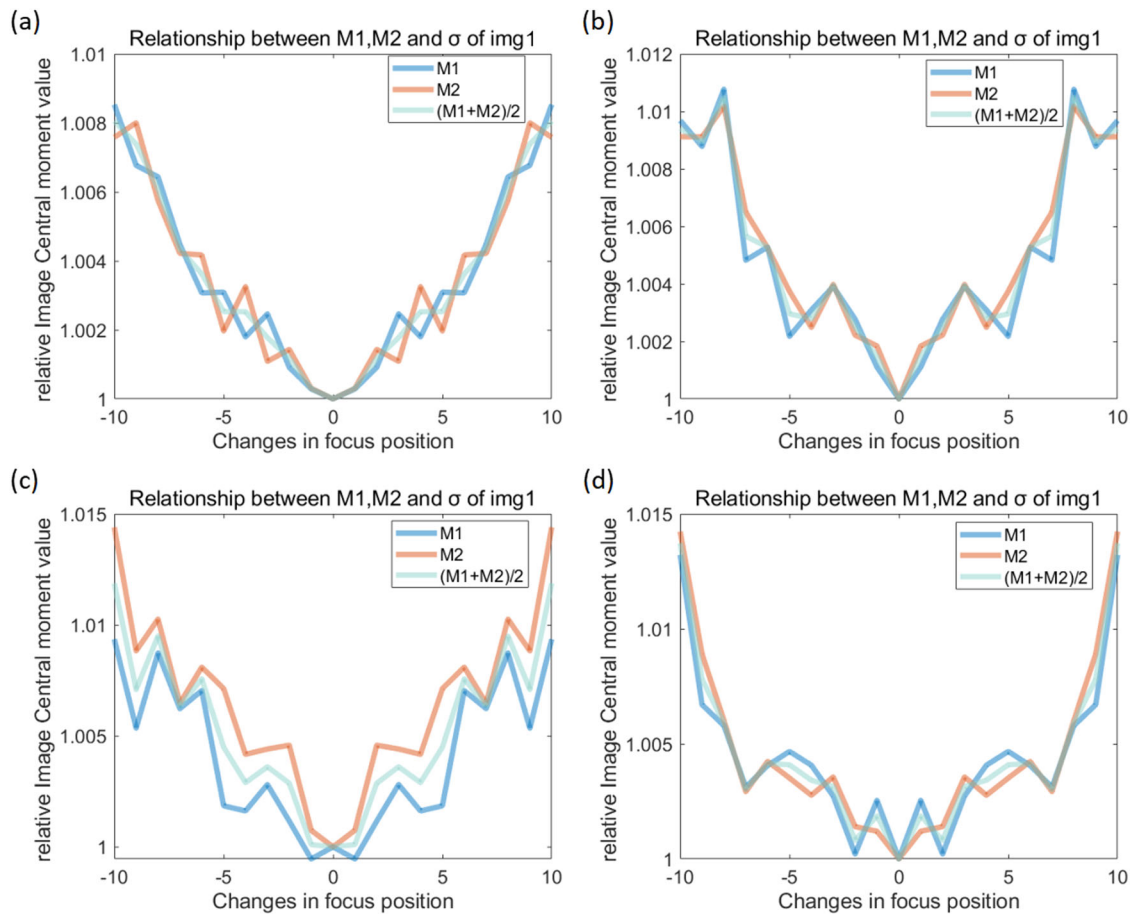 (a)
Relationship between M1,M2 and σ of img1
1.01
1.008
1.006
1.004
1.002
1
relative Image Central moment value
M1
M2
(M1+M2)/2
-10
-5
0
5
10
Changes in focus position
(b)
Relationship between M1,M2 and σ of img1
1.012
1.01
1.008
1.006
1.004
1.002
1
relative Image Central moment value
M1
M2
(M1+M2)/2
-10
-5
0
5
10
Changes in focus position
(c)
Relationship between M1,M2 and σ of img1
1.015
1.01
1.005
1
relative Image Central moment value
M1
M2
(M1+M2)/2
-10
-5
0
5
10
Changes in focus position
(d)
Relationship between M1,M2 and σ of img1
1.015
1.01
1.005
1
relative Image Central moment value
M1
M2
(M1+M2)/2
-10
-5
0
5
10
Changes in focus position